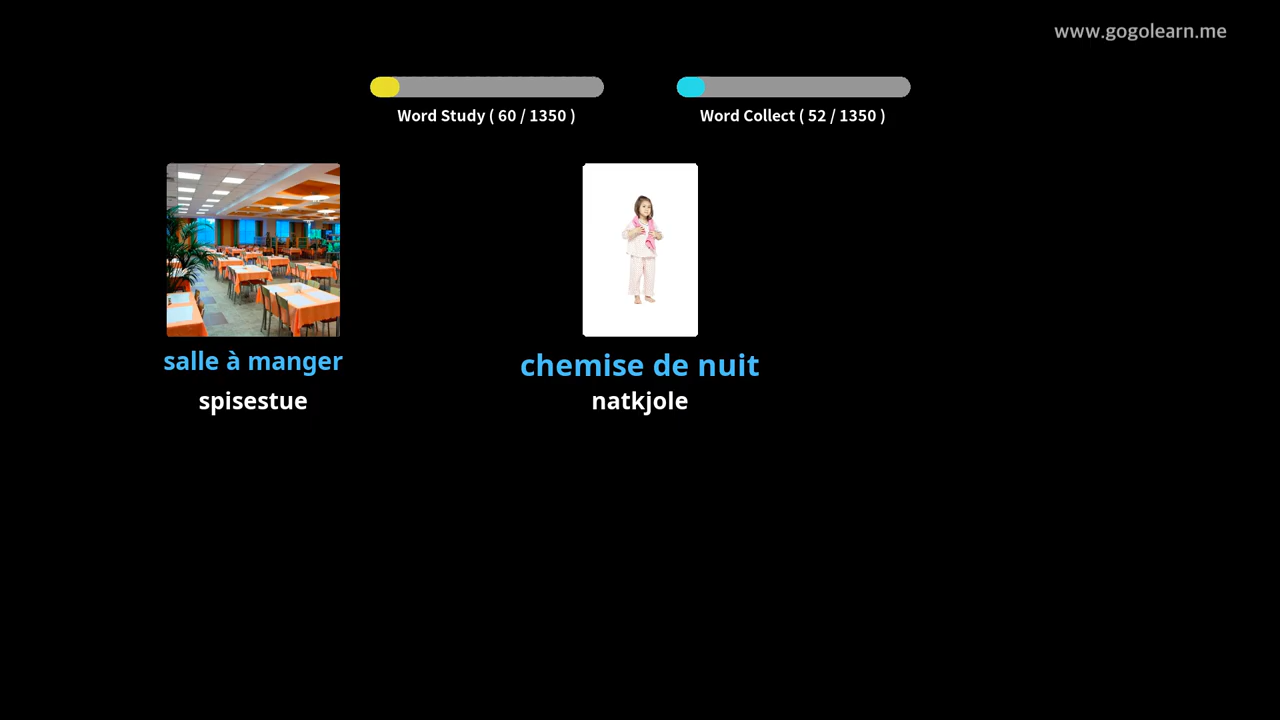 www.gogolearn.me
Word Study ( 60 / 1350 )
Word Collect ( 52 / 1350 )
salle à manger
spisestue
chemise de nuit
natkjole